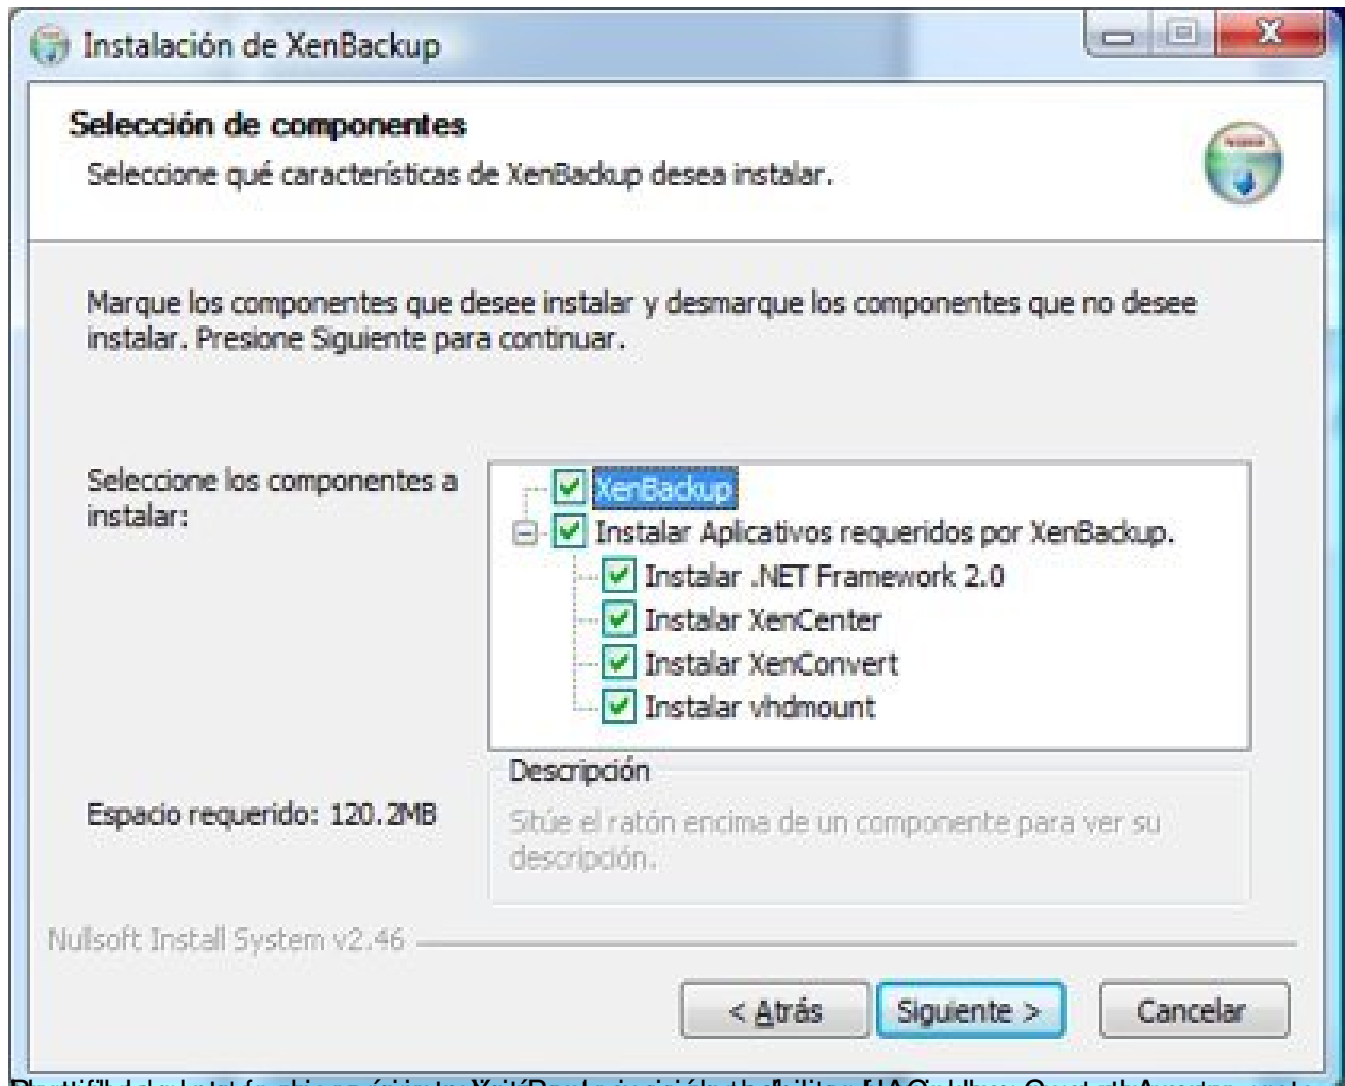 Instalación de XenBackup
Selección de componentes
Seleccione qué características de XenBackup desea instalar.
Marque los componentes que desee instalar y desmarque los componentes que no desee
instalar. Presione Siguiente para continuar.
Seleccione los componentes a
instalar:
XenBackup
Instalar Aplicativos requeridos por XenBackup.
Instalar .NET Framework 2.0
Instalar XenCenter
Instalar XenConvert
Instalar vhdmount
Descripción
Espacio requerido: 120.2MB
Sitúe el ratón encima de un componente para ver su
descripción.
Nullsoft Install System v2.46
< Atrás
Siguiente >
Cancelar